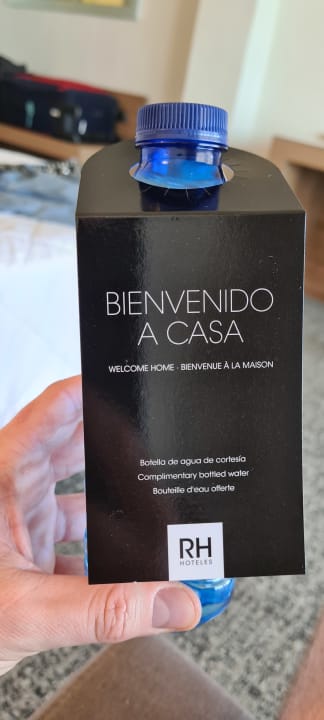 BIENVENIDO
A CASA
WELCOME HOME · BIENVENUE À LA MAISON
Botella de agua de cortesía
Complimentary bottled water
Bouteille d'eau offerte
RH
HOTELES